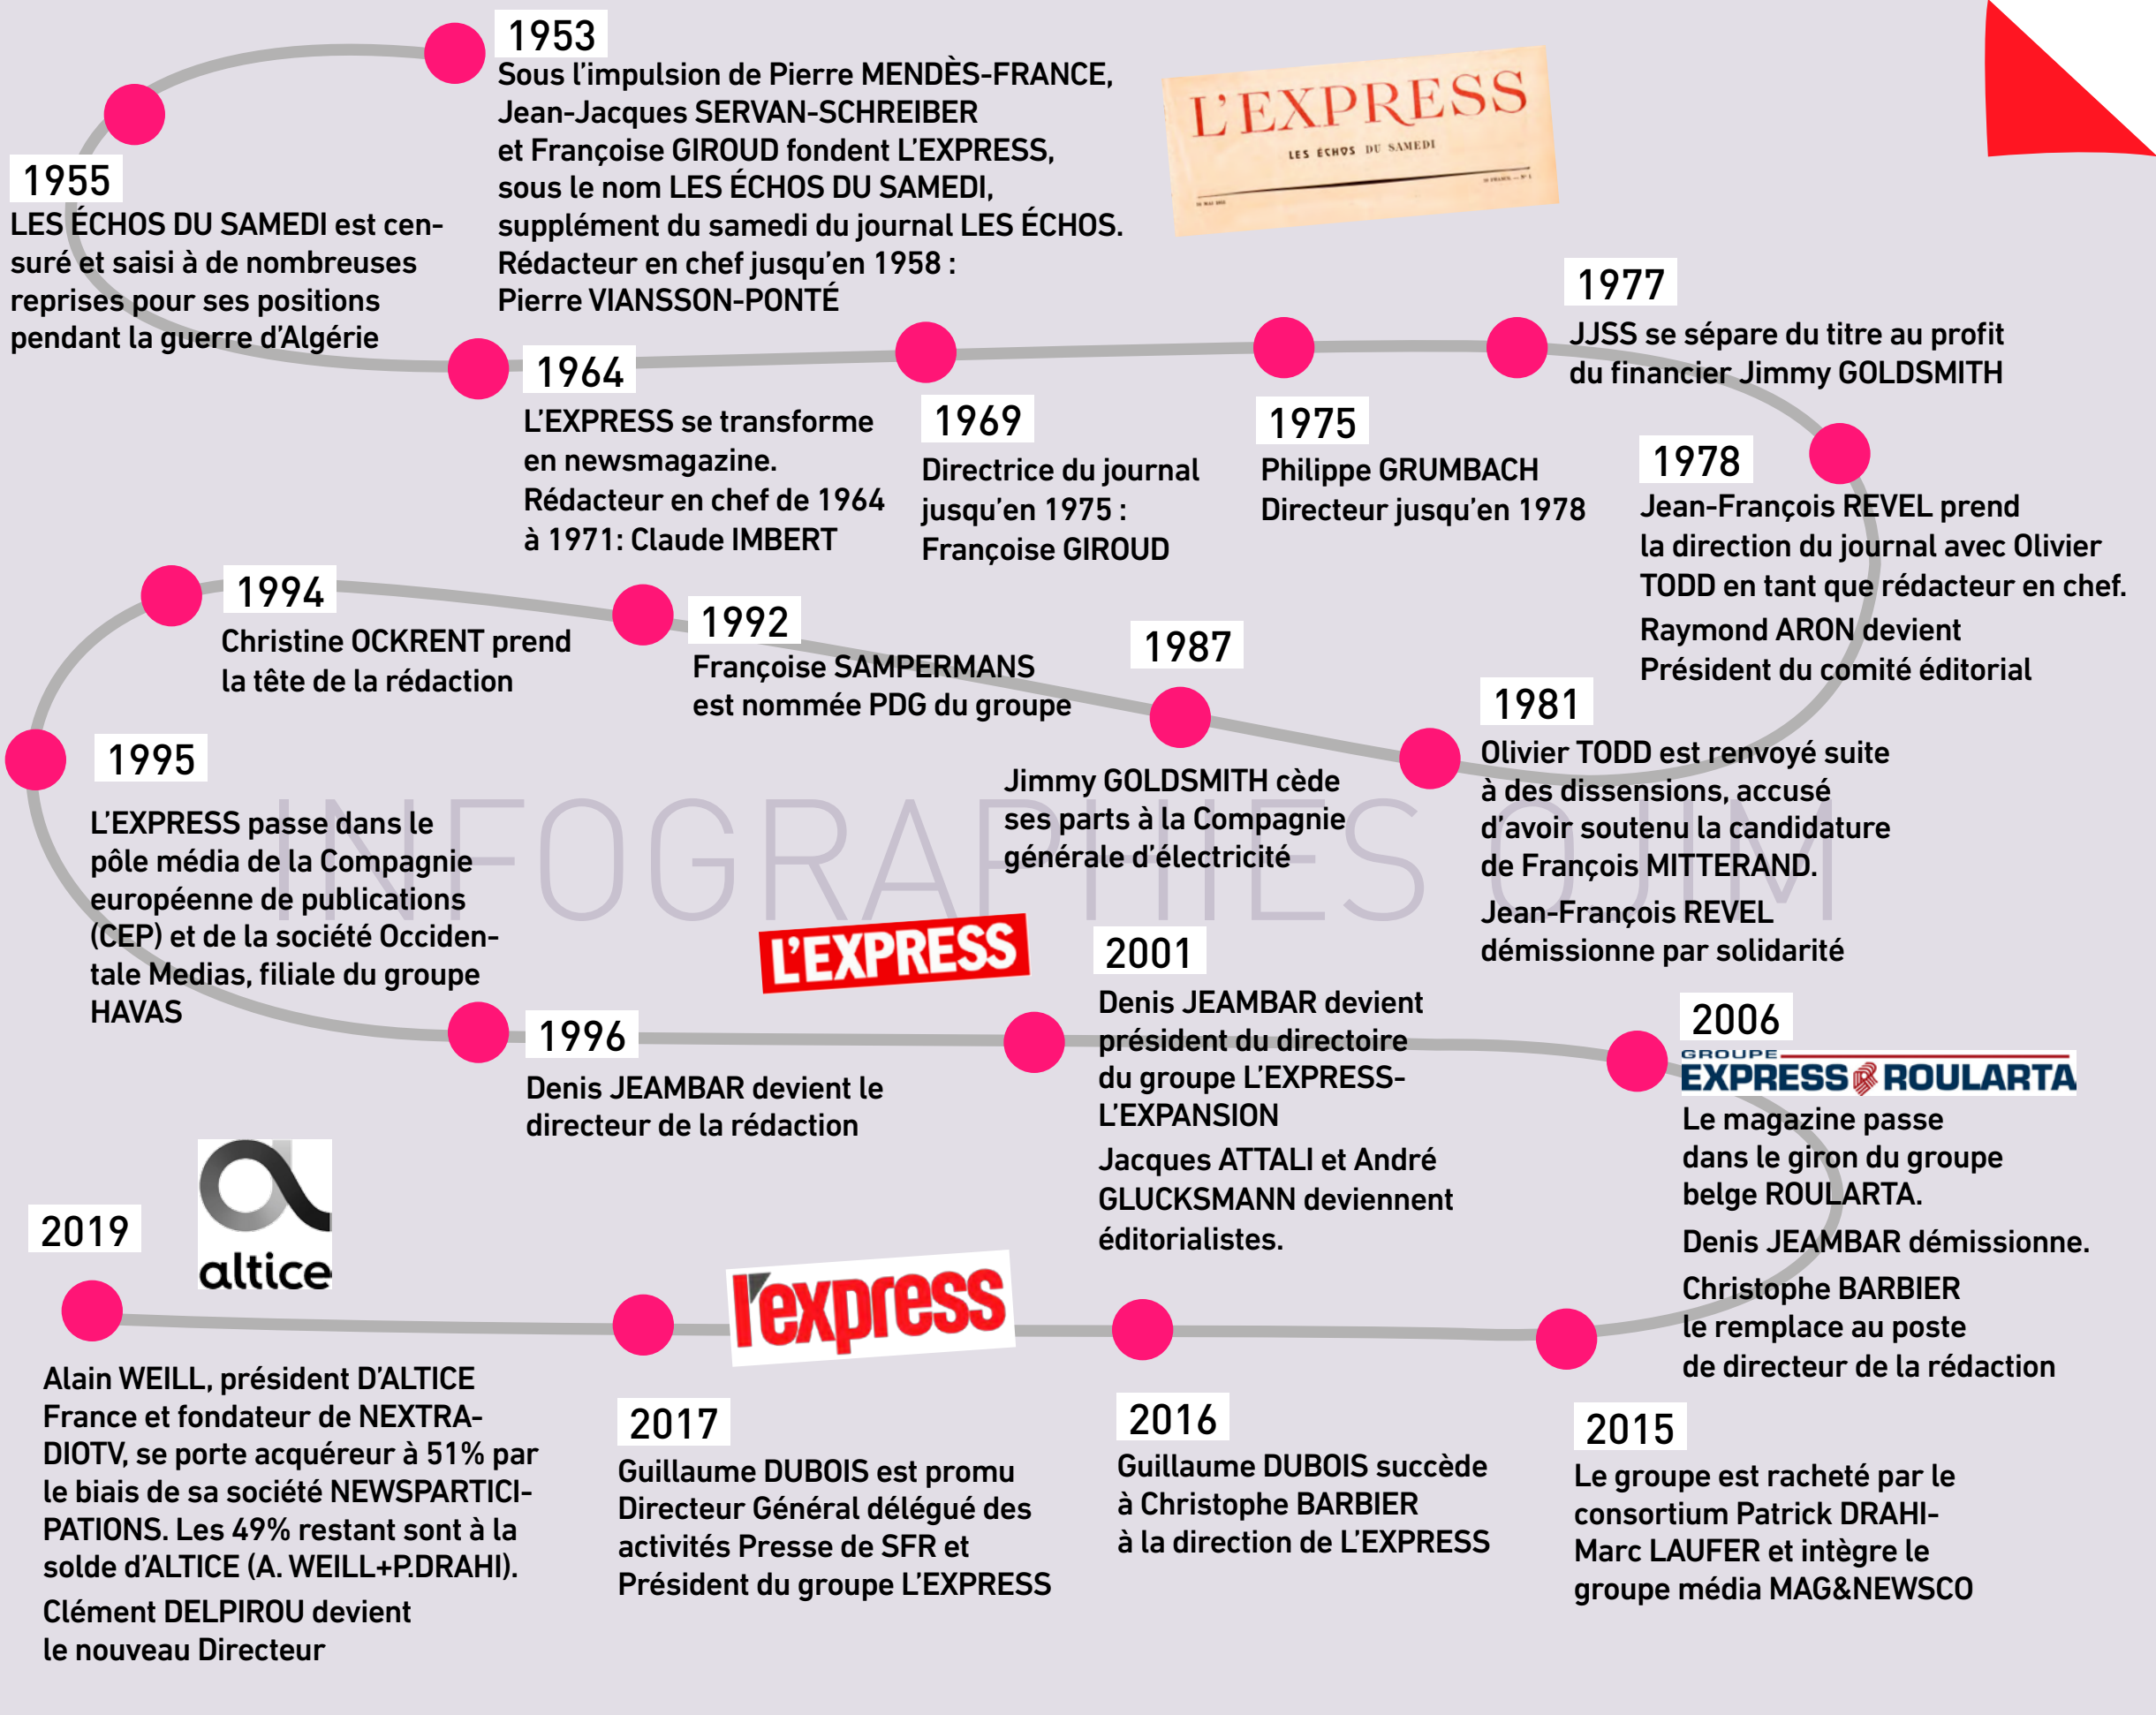 1953
Sous l'impulsion de Pierre MENDÈS-FRANCE,
Jean-Jacques SERVAN-SCHREIBER
et Françoise GIROUD fondent L'EXPRESS,
sous le nom LES ÉCHOS DU SAMEDI,
supplément du samedi du journal LES ÉCHOS.
Rédacteur en chef jusqu'en 1958 :
Pierre VIANSSON-PONTÉ
L'EXPRESS
LES ÉCHOS DU SAMEDI
1955
LES ÉCHOS DU SAMEDI est cen-
suré et saisi à de nombreuses
reprises pour ses positions
pendant la guerre d'Algérie
1964
L'EXPRESS se transforme
en newsmagazine.
Rédacteur en chef de 1964
à 1971: Claude IMBERT
1969
Directrice du journal
jusqu'en 1975 :
Françoise GIROUD
1975
Philippe GRUMBACH
Directeur jusqu'en 1978
1977
JJSS se sépare du titre au profit
du financier Jimmy GOLDSMITH
1978
Jean-François REVEL prend
la direction du journal avec Olivier
TODD en tant que rédacteur en chef.
Raymond ARON devient
Président du comité éditorial
1981
Olivier TODD est renvoyé suite
à des dissensions, accusé
d'avoir soutenu la candidature
de François MITTERAND.
Jean-François REVEL
démissionne par solidarité
1987
Jimmy GOLDSMITH cède
ses parts à la Compagnie
générale d'électricité
1992
Françoise SAMPERMANS
est nommée PDG du groupe
1994
Christine OCKRENT prend
la tête de la rédaction
1995
L'EXPRESS passe dans le
pôle média de la Compagnie
européenne de publications
(CEP) et de la société Occiden-
tale Medias, filiale du groupe
HAVAS
INFOGRAPHIES OJIM
1996
Denis JEAMBAR devient le
directeur de la rédaction
L'EXPRESS
2001
Denis JEAMBAR devient
président du directoire
du groupe L'EXPRESS-
L'EXPANSION
Jacques ATTALI et André
GLUCKSMANN deviennent
éditorialistes.
2006
GROUPE
EXPRESS ROULARTA
Le magazine passe
dans le giron du groupe
belge ROULARTA.
Denis JEAMBAR démissionne.
Christophe BARBIER
le remplace au poste
de directeur de la rédaction
2015
Le groupe est racheté par le
consortium Patrick DRAHI-
Marc LAUFER et intègre le
groupe média MAG&NEWSCO
2016
Guillaume DUBOIS succède
à Christophe BARBIER
à la direction de L'EXPRESS
l'express
2017
Guillaume DUBOIS est promu
Directeur Général délégué des
activités Presse de SFR et
Président du groupe L'EXPRESS
altice
2019
Alain WEILL, président D'ALTICE
France et fondateur de NEXTRA-
DIOTV, se porte acquéreur à 51% par
le biais de sa société NEWSPARTICI-
PATIONS. Les 49% restant sont à la
solde d'ALTICE (A. WEILL+P.DRAHI).
Clément DELPIROU devient
le nouveau Directeur